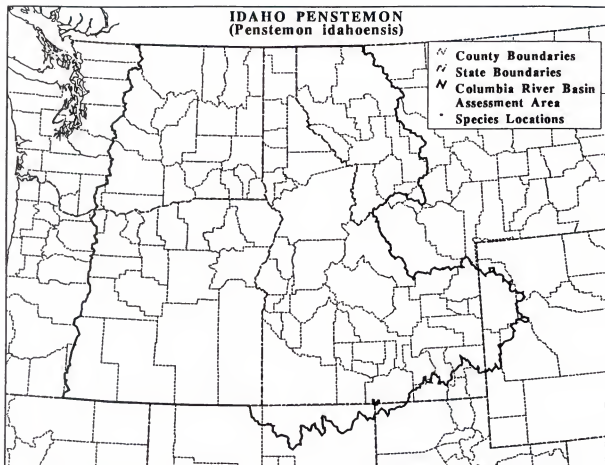 IDAHO PENSTEMON
(Penstemon idahoensis)
County Boundaries
State Boundaries
Columbia River Basin
Assessment Area
Species Locations